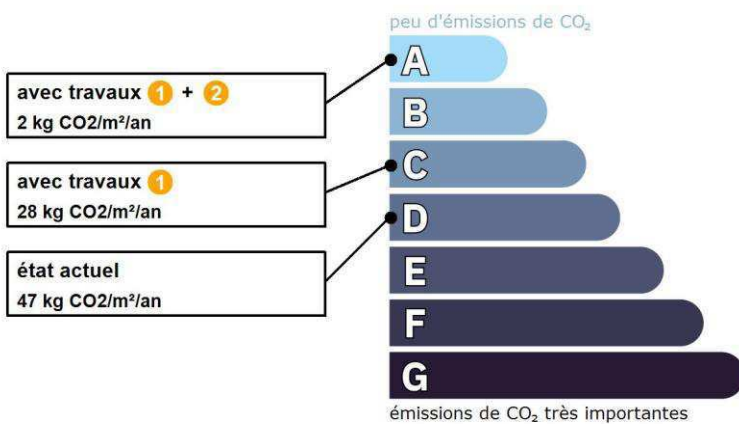 peu d'émissions de CO₂
A
avec travaux 1 + 2
2 kg CO2/m²/an
B
avec travaux 1
28 kg CO2/m²/an
C
D
état actuel
47 kg CO2/m²/an
E
F
G
émissions de CO₂ très importantes